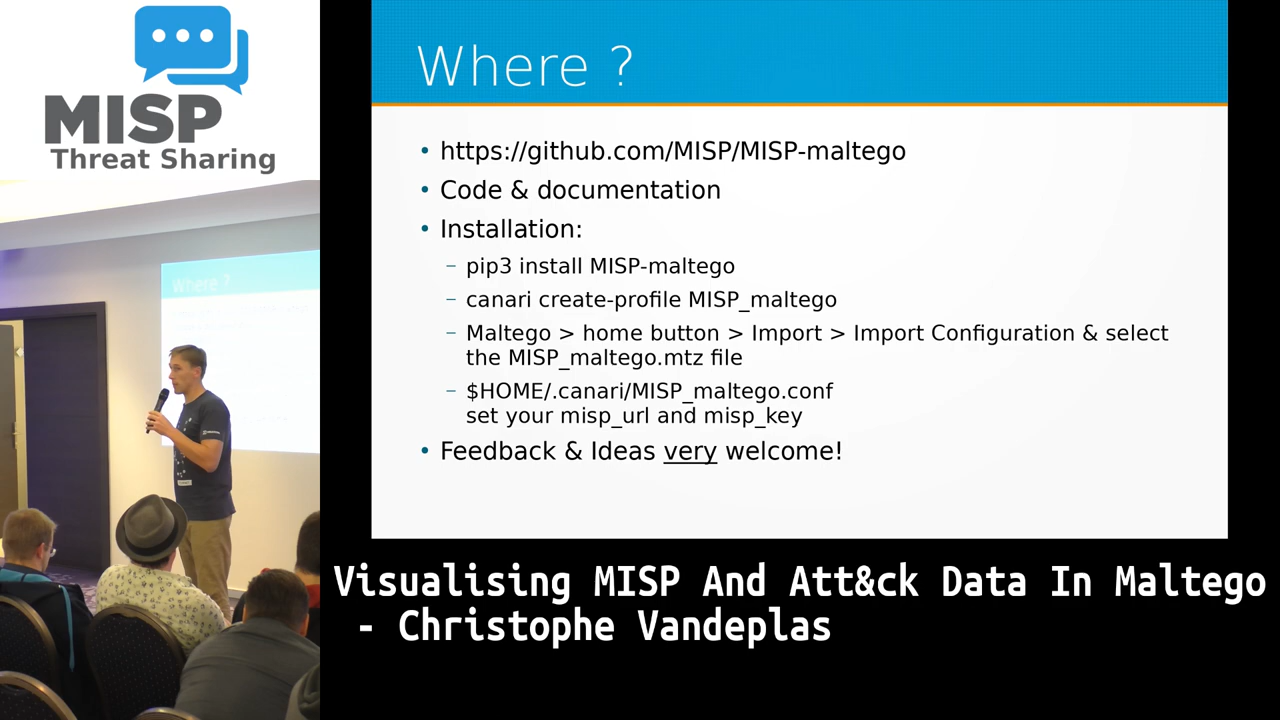 MISP
Threat Sharing
Where ?
Where ?
https://github.com/MISP/MISP-maltego
Code & documentation
Installation:
pip3 install MISP-maltego
canari create-profile MISP_maltego
Maltego > home button > Import > Import Configuration & select
the MISP_maltego.mtz file
$HOME/.canari/MISP_maltego.conf
set your misp_url and misp_key
Feedback & Ideas very welcome!
Visualising MISP And Att&ck Data In Maltego
- Christophe Vandeplas